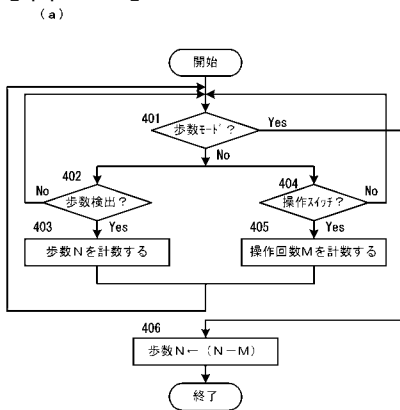 (a)
開始
401
歩数モード?
Yes
No
402
歩数検出?
No
Yes
404
操作スイッチ?
No
Yes
403
歩数Nを計数する
405
操作回数Mを計数する
406
歩数N←(N-M)
終了